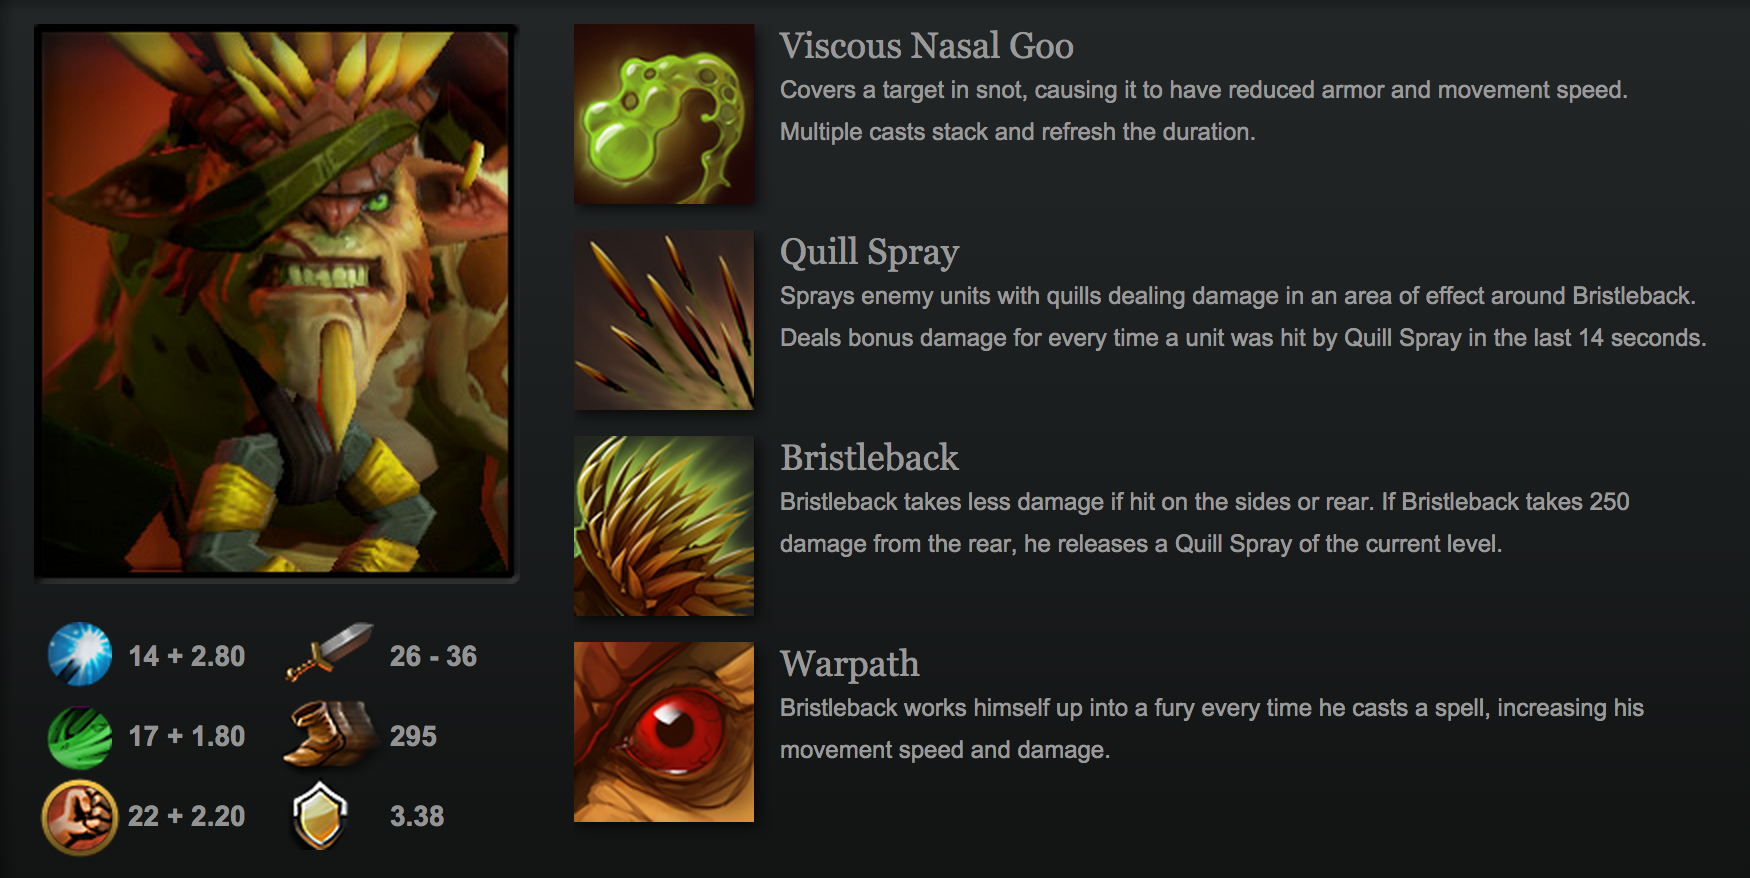 Viscous Nasal Goo
Covers a target in snot, causing it to have reduced armor and movement speed.
Multiple casts stack and refresh the duration.
Quill Spray
Sprays enemy units with quills dealing damage in an area of effect around Bristleback.
Deals bonus damage for every time a unit was hit by Quill Spray in the last 14 seconds.
Bristleback
Bristleback takes less damage if hit on the sides or rear. If Bristleback takes 250
damage from the rear, he releases a Quill Spray of the current level.
Warpath
Bristleback works himself up into a fury every time he casts a spell, increasing his
movement speed and damage.
14 + 2.80
26 - 36
17 + 1.80
295
22 + 2.20
3.38